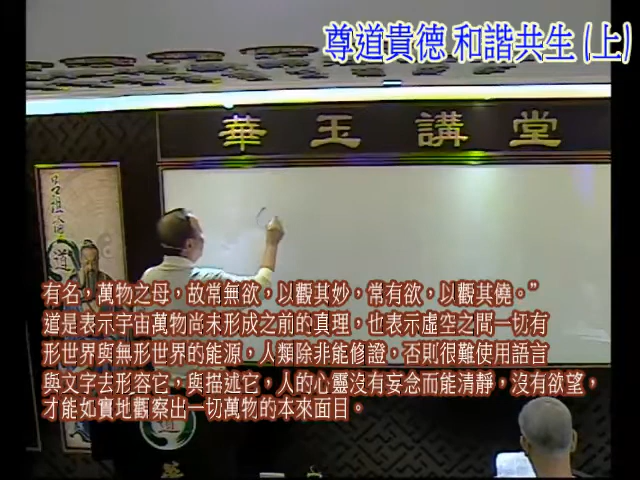 尊道貴德 和諧共生 (上)
華玉講堂
呂祖論
道
有名，萬物之母，故常無欲，以觀其妙，常有欲，以觀其僥。”
道是表示宇宙萬物尚未形成之前的真理，也表示虛空之間一切有
形世界與無形世界的能源，人類除非能修證，否則很難使用語言
與文字去形容它，與描述它，人的心靈沒有妄念而能清靜，沒有欲望，
才能如實地觀察出一切萬物的本來面目。
道